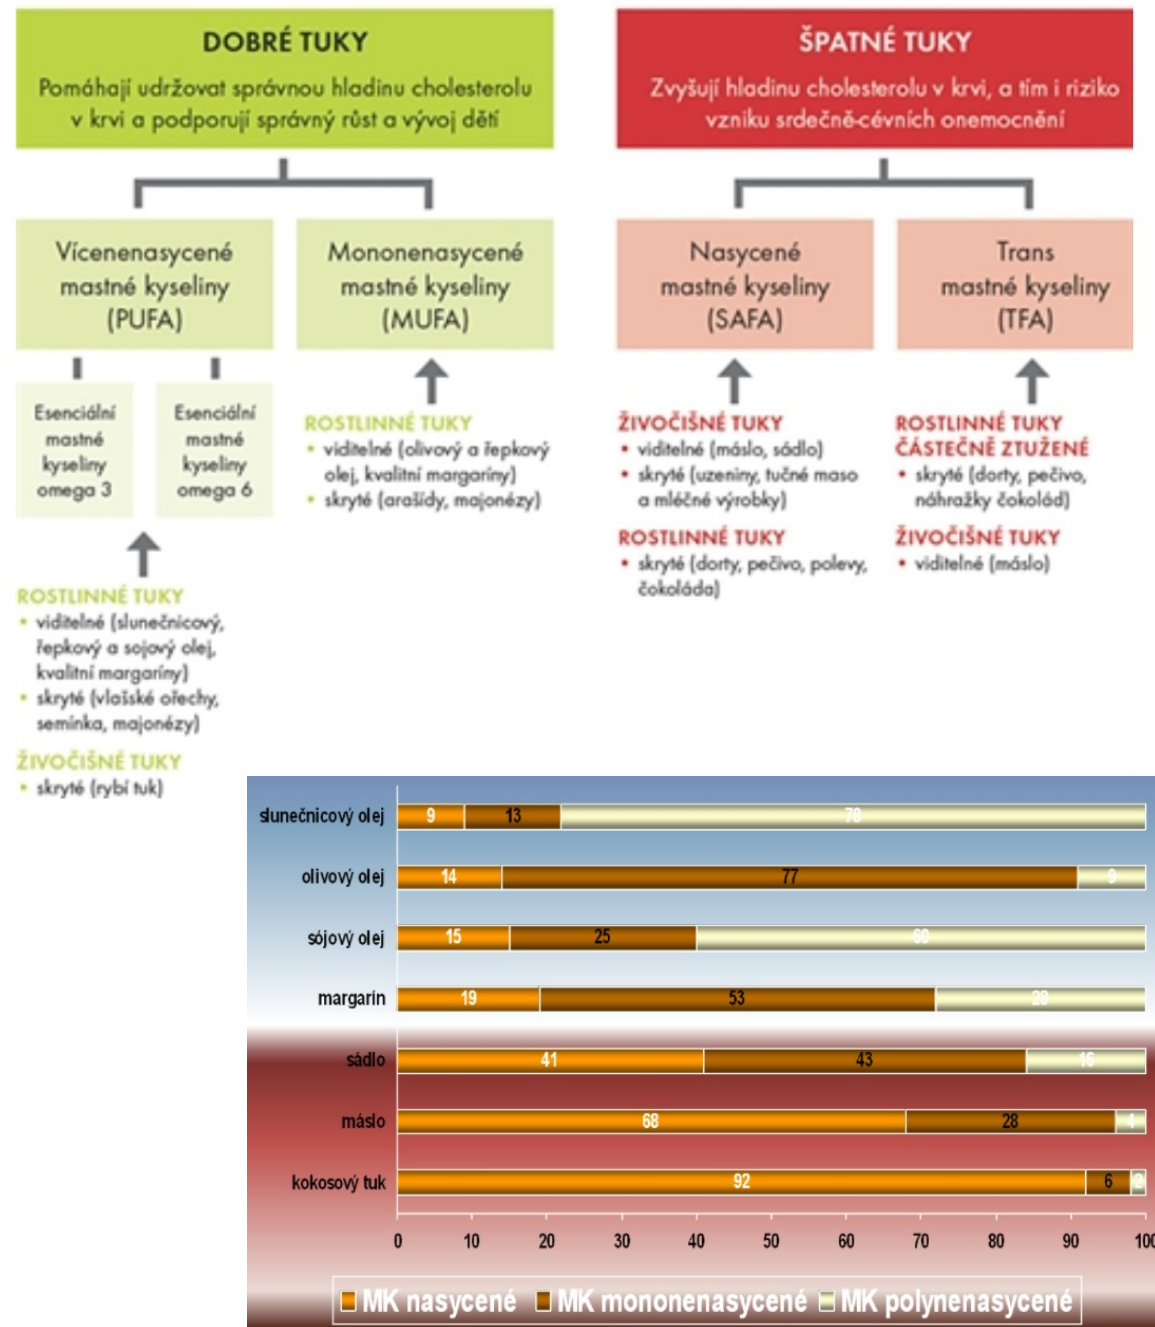 DOBRÉ TUKY
Pomáhají udržovat správnou hladinu cholesterolu
v krvi a podporují správný růst a vývoj dětí
ŠPATNÉ TUKY
Zvyšují hladinu cholesterolu v krvi, a tím i riziko
vzniku srdečně-cévních onemocnění
Vícenenasycené
mastné kyseliny
(PUFA)
Mononenasycené
mastné kyseliny
(MUFA)
Nasycené
mastné kyseliny
(SAFA)
Trans
mastné kyseliny
(TFA)
Esenciální
mastné
kyseliny
omega 3
Esenciální
mastné
kyseliny
omega 6
ROSTLINNÉ TUKY
• viditelné (slunečnicový,
řepkový a sojový olej,
kvalitní margaríny)
• skryté (vlašské ořechy,
semínka, majonézy)
ŽIVOČIŠNÉ TUKY
• skryté (rybí tuk)
ROSTLINNÉ TUKY
• viditelné (olivový a řepkový
olej, kvalitní margaríny)
• skryté (arašídy, majonézy)
ŽIVOČIŠNÉ TUKY
• viditelné (máslo, sádlo)
• skryté (uzeniny, tučné maso
a mléčné výrobky)
ROSTLINNÉ TUKY
• skryté (dorty, pečivo, polevy,
čokoláda)
ROSTLINNÉ TUKY
ČÁSTEČNĚ ZTUŽENÉ
• skryté (dorty, pečivo,
náhražky čokolád)
ŽIVOČIŠNÉ TUKY
• viditelné (máslo)
slunečnicový olej 9 13 78
olivový olej 14 77 9
sójový olej 15 25 60
margarín 19 53 28
sádlo 41 43 16
máslo 68 28 4
kokosový tuk 92 6 2
0 10 20 30 40 50 60 70 80 90 100
MK nasycené MK mononenasycené MK polynenasycené